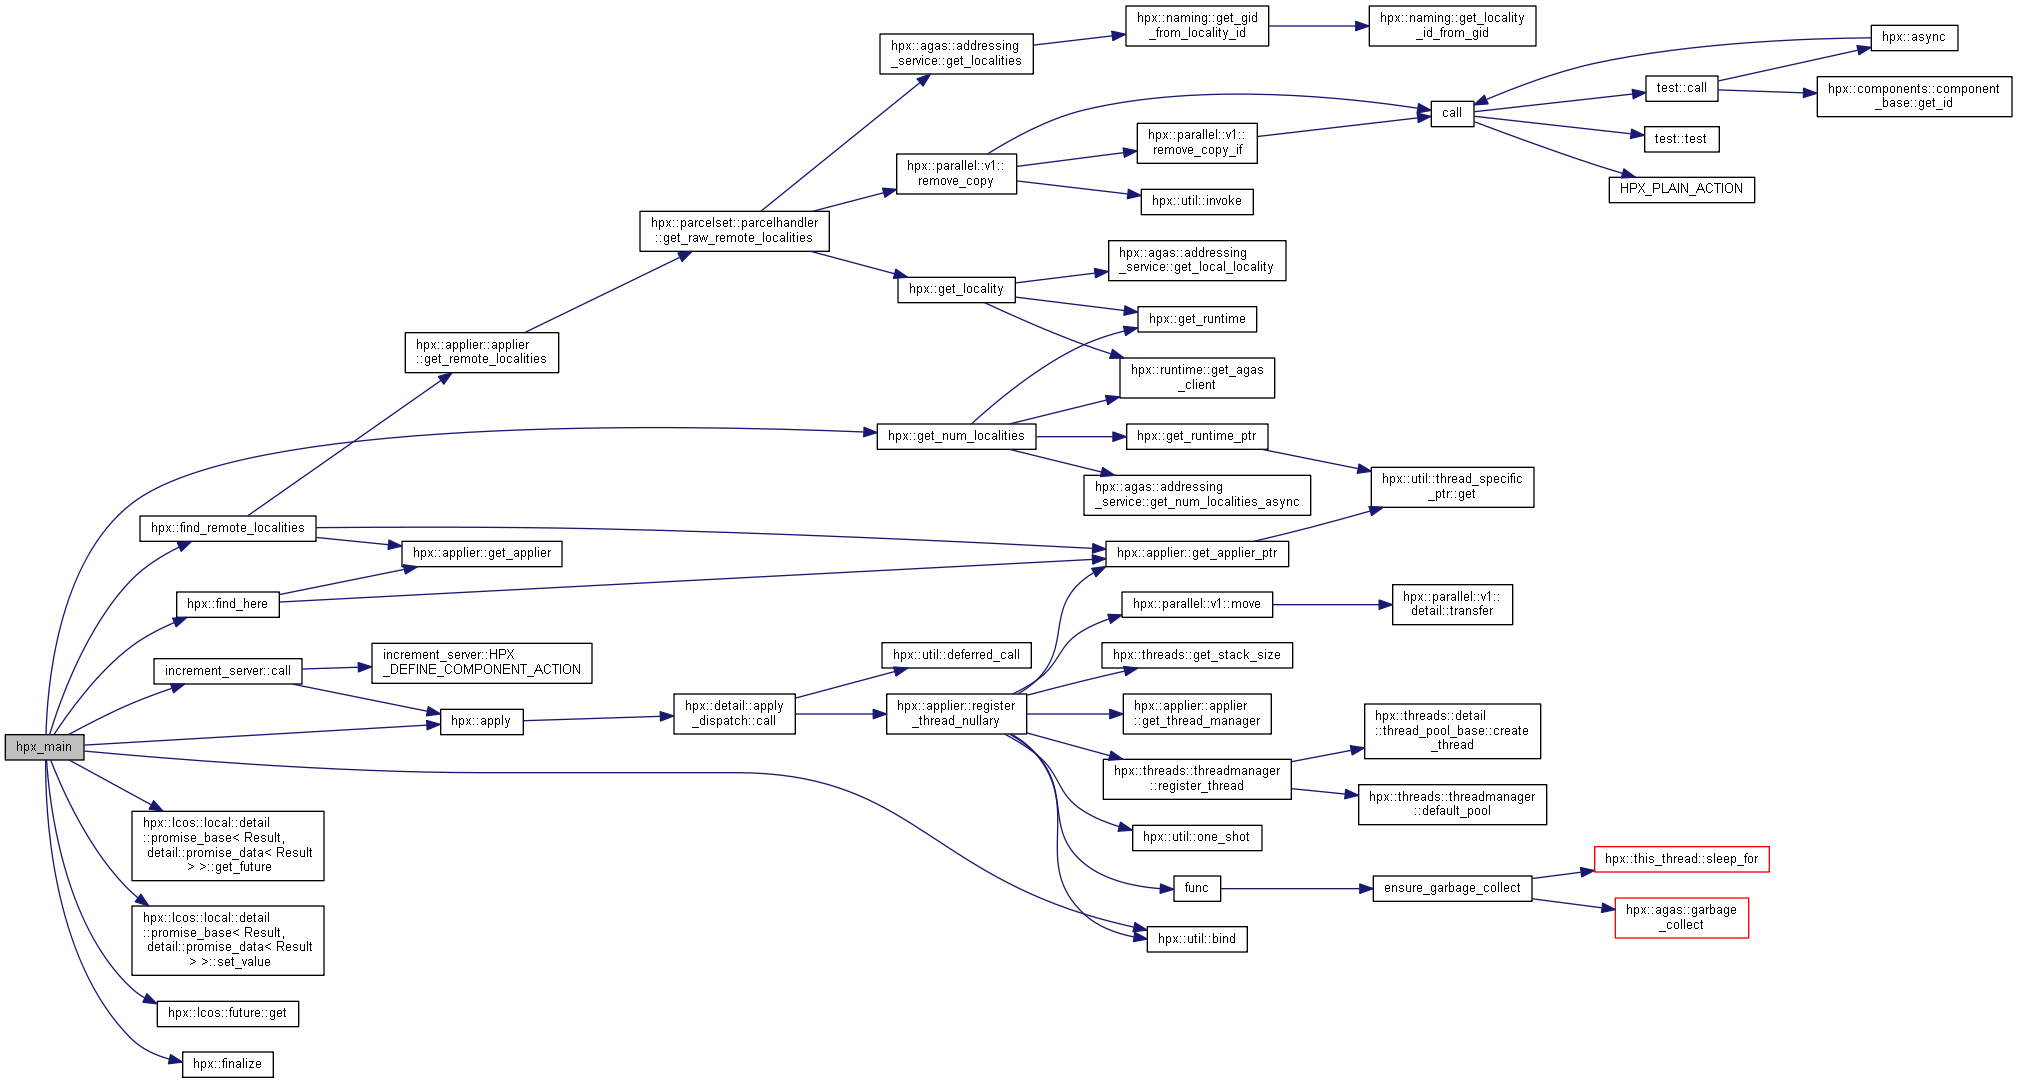 hpx_main
hpx::find_remote_localities
hpx::find_here
increment_server::call
hpx::lcos::local::detail
::promise_base< Result,
detail::promise_data< Result
> >::get_future
hpx::lcos::local::detail
::promise_base< Result,
detail::promise_data< Result
> >::set_value
hpx::lcos::future::get
hpx::finalize
hpx::applier::applier
::get_remote_localities
hpx::applier::get_applier
increment_server::HPX
_DEFINE_COMPONENT_ACTION
hpx::apply
hpx::parcelset::parcelhandler
::get_raw_remote_localities
hpx::detail::apply
_dispatch::call
hpx::agas::addressing
_service::get_localities
hpx::parallel::v1::
remove_copy
hpx::get_locality
hpx::get_num_localities
hpx::util::deferred_call
hpx::applier::register
_thread_nullary
hpx::naming::get_gid
_from_locality_id
hpx::parallel::v1::
remove_copy_if
hpx::util::invoke
hpx::agas::addressing
_service::get_local_locality
hpx::get_runtime
hpx::runtime::get_agas
_client
hpx::get_runtime_ptr
hpx::agas::addressing
_service::get_num_localities_async
hpx::applier::get_applier_ptr
hpx::parallel::v1::move
hpx::threads::get_stack_size
hpx::applier::applier
::get_thread_manager
hpx::threads::threadmanager
::register_thread
hpx::util::one_shot
func
hpx::util::bind
hpx::naming::get_locality
_id_from_gid
call
hpx::util::thread_specific
_ptr::get
hpx::parallel::v1::
detail::transfer
hpx::threads::detail
::thread_pool_base::create
_thread
hpx::threads::threadmanager
::default_pool
ensure_garbage_collect
test::call
test::test
HPX_PLAIN_ACTION
hpx::this_thread::sleep_for
hpx::agas::garbage
_collect
hpx::async
hpx::components::component
_base::get_id